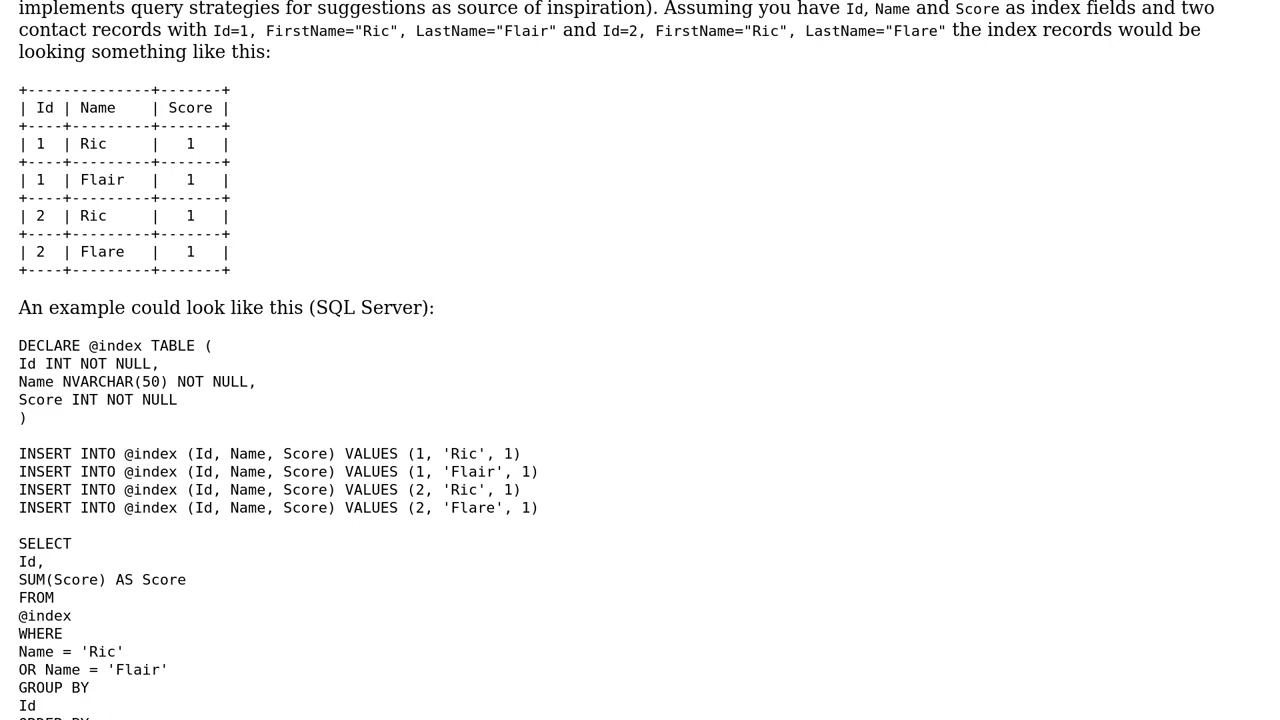 implements query strategies for suggestions as source of inspiration). Assuming you have Id, Name and Score as index fields and two
contact records with Id=1, FirstName="Ric", LastName="Flair" and Id=2, FirstName="Ric", LastName="Flare" the index records would be
looking something like this:
+--------------+-------+
| Id | Name    | Score |
+----+---------+-------+
| 1  | Ric     |   1   |
+----+---------+-------+
| 1  | Flair   |   1   |
+----+---------+-------+
| 2  | Ric     |   1   |
+----+---------+-------+
| 2  | Flare   |   1   |
+----+---------+-------+
An example could look like this (SQL Server):
DECLARE @index TABLE (
Id INT NOT NULL,
Name NVARCHAR(50) NOT NULL,
Score INT NOT NULL
)
INSERT INTO @index (Id, Name, Score) VALUES (1, 'Ric', 1)
INSERT INTO @index (Id, Name, Score) VALUES (1, 'Flair', 1)
INSERT INTO @index (Id, Name, Score) VALUES (2, 'Ric', 1)
INSERT INTO @index (Id, Name, Score) VALUES (2, 'Flare', 1)
SELECT
Id,
SUM(Score) AS Score
FROM
@index
WHERE
Name = 'Ric'
OR Name = 'Flair'
GROUP BY
Id
ORDER BY